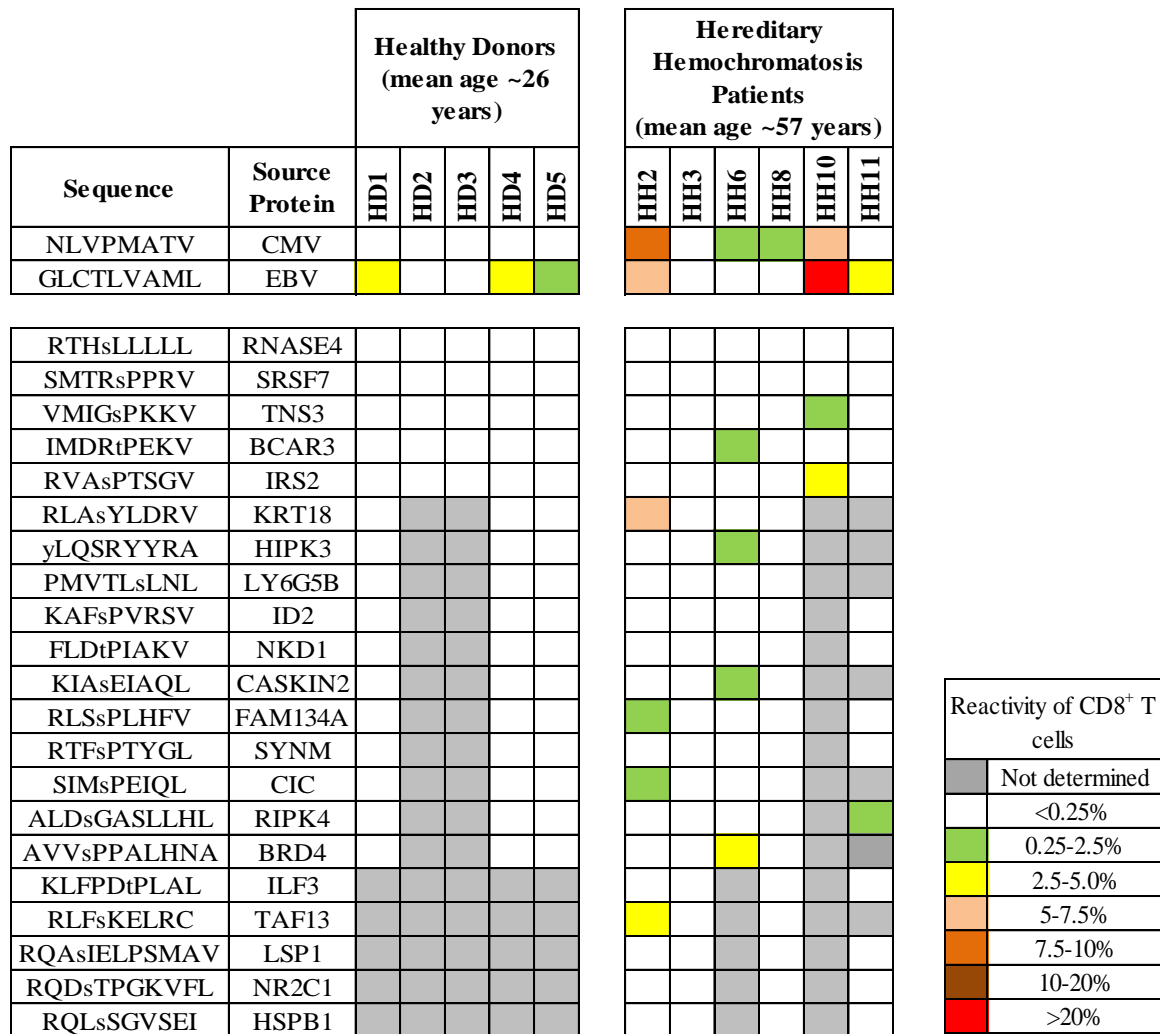 Healthy Donors
(mean age ~26
years)
Hereditary
Hemochromatosis
Patients
(mean age ~57 years)
Sequence
Source
Protein
HD1
HD2
HD3
HD4
HD5
HH2
HH3
HH6
HH8
HH10
HH11
NLVPMATV CMV
GLCTLVAML EBV
RTHsLLLLL RNASE4
SMTRsPPRV SRSF7
VMIGsPKKV TNS3
IMDRtPEKV BCAR3
RVAsPTSGV IRS2
RLAsYLDRV KRT18
yLQSRYYRA HIPK3
PMVTLsLNL LY6G5B
KAFsPVRSV ID2
FLDtPIAKV NKD1
KIAsEIAQL CASKIN2
RLSsPLHFV FAM134A
RTFsPTYGL SYNM
SIMsPEIQL CIC
ALDsGASLLHL RIPK4
AVVsPPALHNA BRD4
KLFPDtPLAL ILF3
RLFsKELRC TAF13
RQAsIELPSMAV LSP1
RQDsTPGKVFL NR2C1
RQLsSGVSEI HSPB1
Reactivity of CD8+ T
cells
Not determined
<0.25%
0.25-2.5%
2.5-5.0%
5-7.5%
7.5-10%
10-20%
>20%